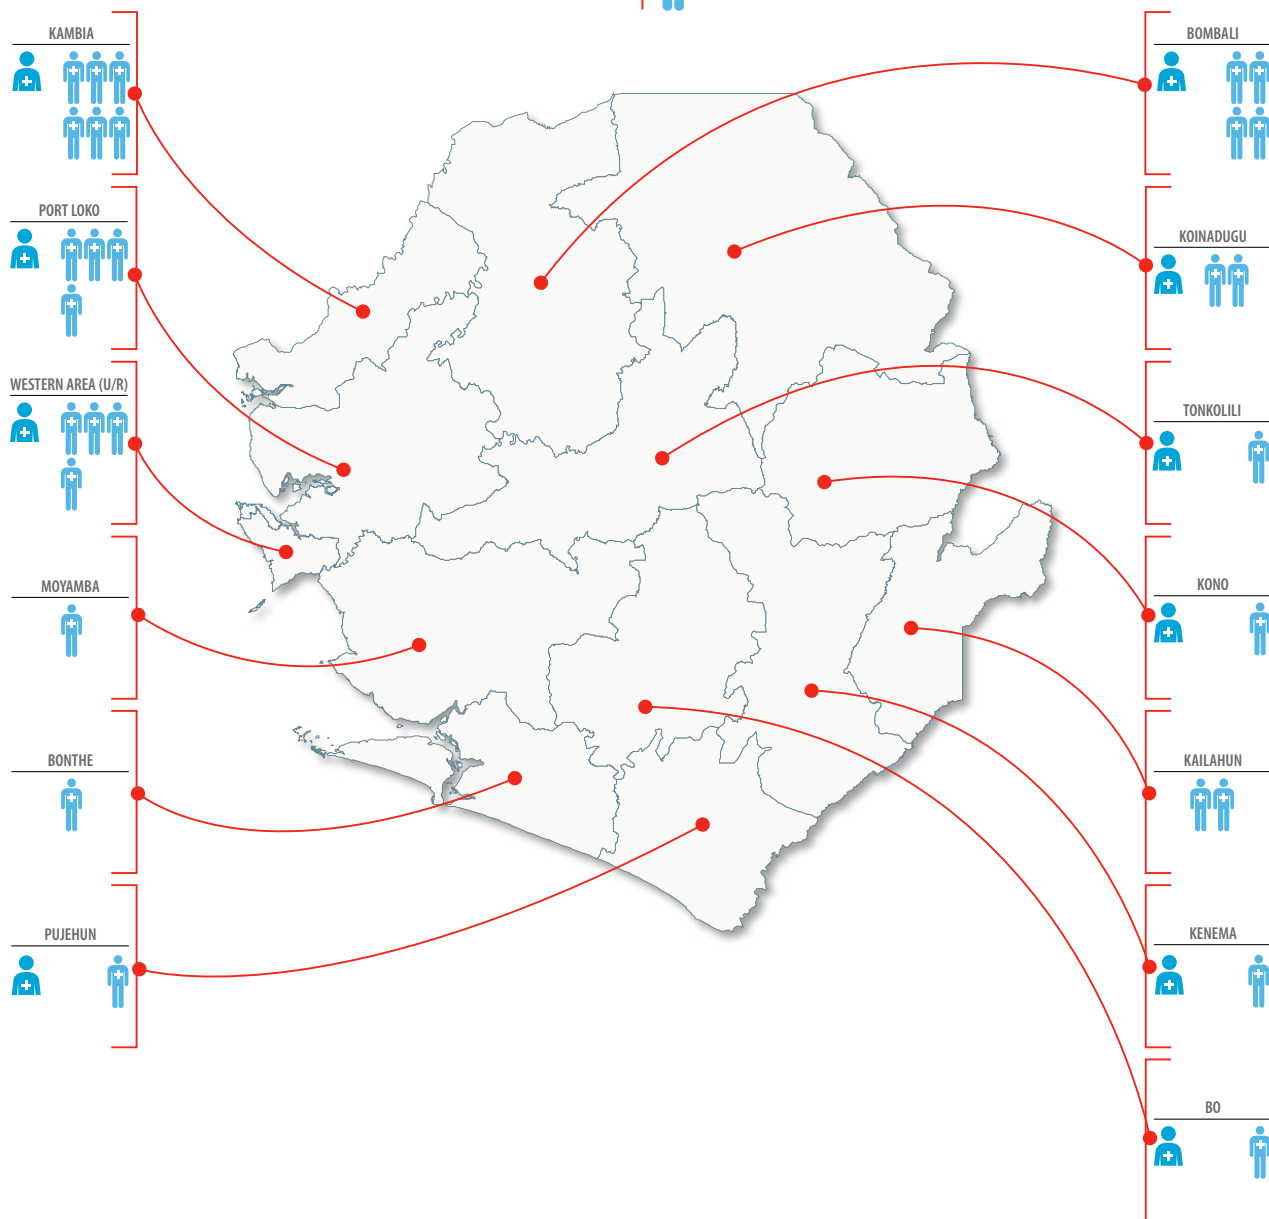 KAMBIA
PORT LOKO
WESTERN AREA (U/R)
MOYAMBA
BONTHE
PUJEHUN
BOMBALI
KOINADUGU
TONKOLILI
KONO
KAILAHUN
KENEMA
BO